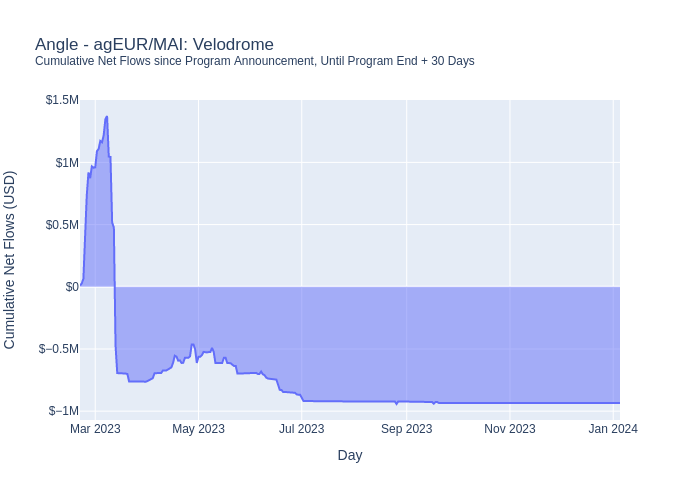 Angle - agEUR/MAI: Velodrome
Cumulative Net Flows since Program Announcement, Until Program End + 30 Days
Cumulative Net Flows (USD)
$1.5M
$1M
$0.5M
$0
$−0.5M
$−1M
Mar 2023 May 2023 Jul 2023 Sep 2023 Nov 2023 Jan 2024
Day